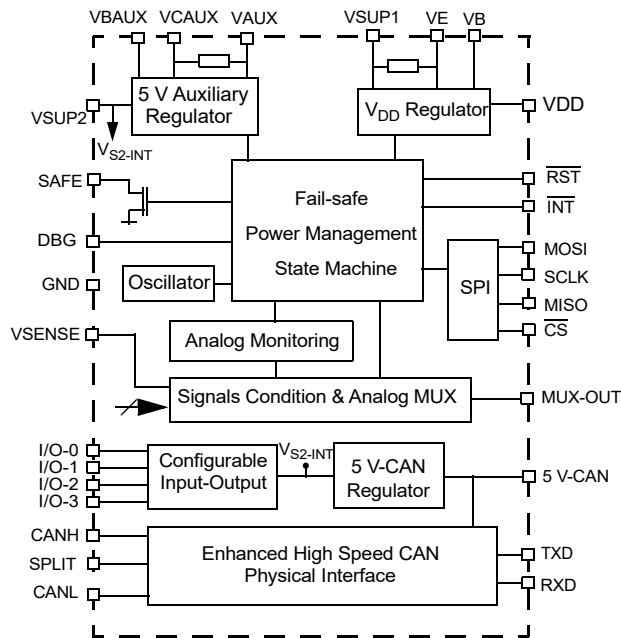 VBAUX VCAUX VAUX
VSUP1 VE VB
5 V Auxiliary
Regulator
VDD Regulator
VDD
VSUP2
VS2-INT
SAFE
Fail-safe
Power Management
State Machine
RST
INT
DBG
MOSI
SCLK
MISO
CS
SPI
GND
Oscillator
VSENSE
Analog Monitoring
Signals Condition & Analog MUX
MUX-OUT
I/O-0
I/O-1
I/O-2
I/O-3
Configurable
Input-Output
VS2-INT
5 V-CAN
Regulator
5 V-CAN
CANH
SPLIT
CANL
Enhanced High Speed CAN
Physical Interface
TXD
RXD